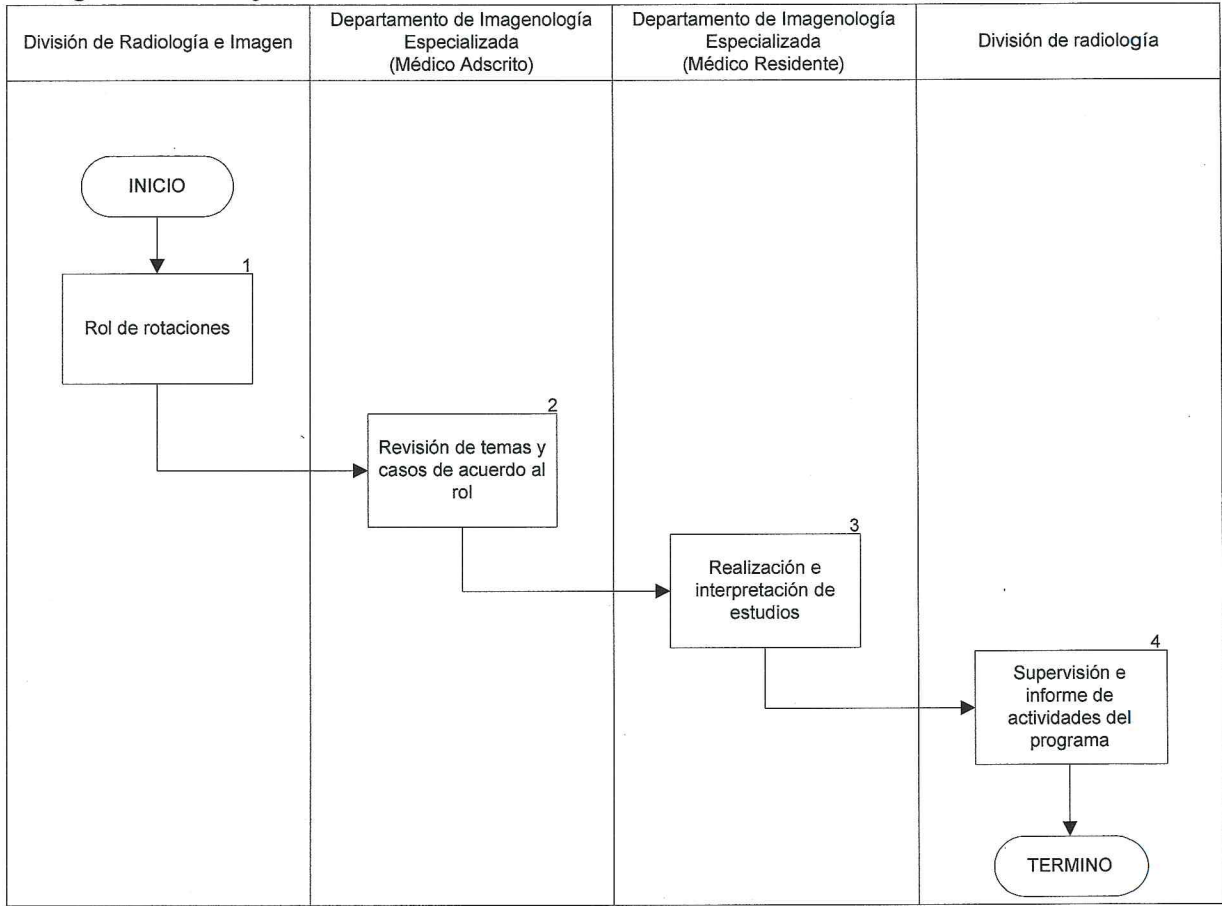 División de Radiología e Imagen
Departamento de Imagenología
Especializada
(Médico Adscrito)
Departamento de Imagenología
Especializada
(Médico Residente)
División de radiología
INICIO
1
Rol de rotaciones
2
Revisión de temas y
casos de acuerdo al
rol
3
Realización e
interpretación de
estudios
4
Supervisión e
informe de
actividades del
programa
TERMINO